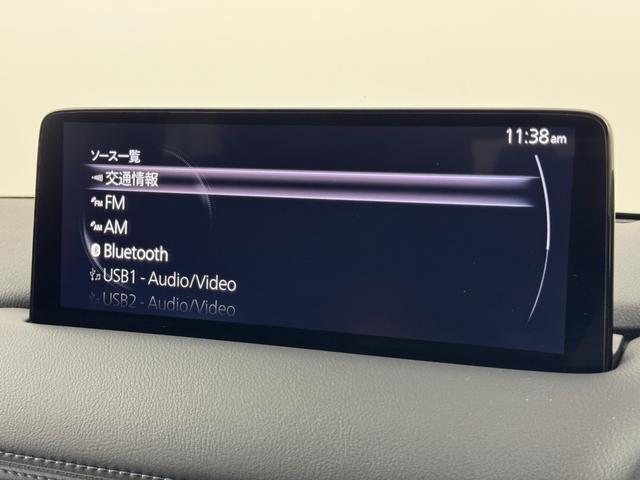 11:38am
ソース一覧
交通情報
FM
AM
Bluetooth
USB1 - Audio/Video
USB2 - Audio/Video